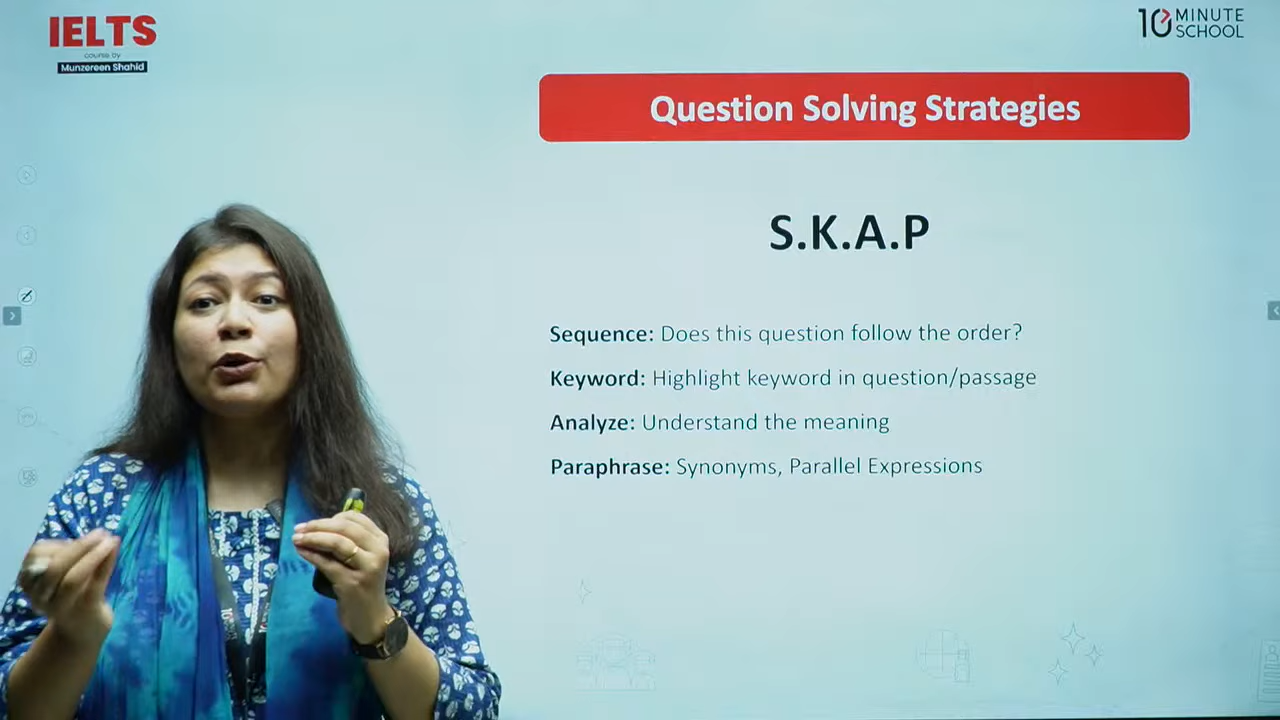 IELTS
course by
Munzereen Shahid
10 MINUTE SCHOOL
Question Solving Strategies
S.K.A.P
Sequence: Does this question follow the order?
Keyword: Highlight keyword in question/passage
Analyze: Understand the meaning
Paraphrase: Synonyms, Parallel Expressions